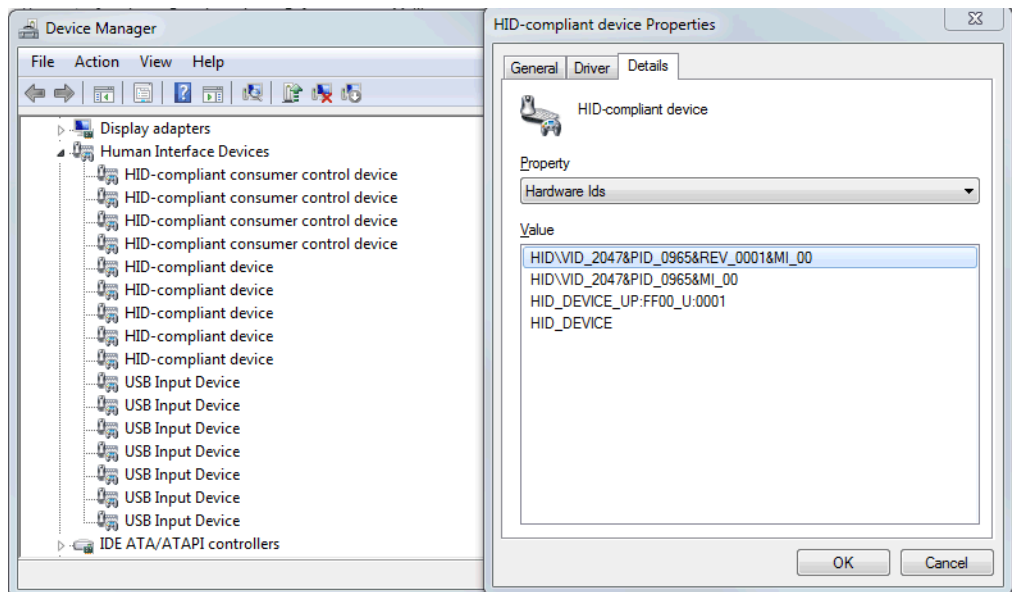 Device Manager
File Action View Help
Display adapters
Human Interface Devices
HID-compliant consumer control device
HID-compliant consumer control device
HID-compliant consumer control device
HID-compliant consumer control device
HID-compliant device
HID-compliant device
HID-compliant device
HID-compliant device
HID-compliant device
USB Input Device
USB Input Device
USB Input Device
USB Input Device
USB Input Device
USB Input Device
USB Input Device
IDE ATA/ATAPI controllers
HID-compliant device Properties
General Driver Details
HID-compliant device
Property
Hardware Ids
Value
HID\VID_2047&PID_0965&REV_0001&MI_00
HID\VID_2047&PID_0965&MI_00
HID_DEVICE_UP:FF00_U:0001
HID_DEVICE
OK Cancel